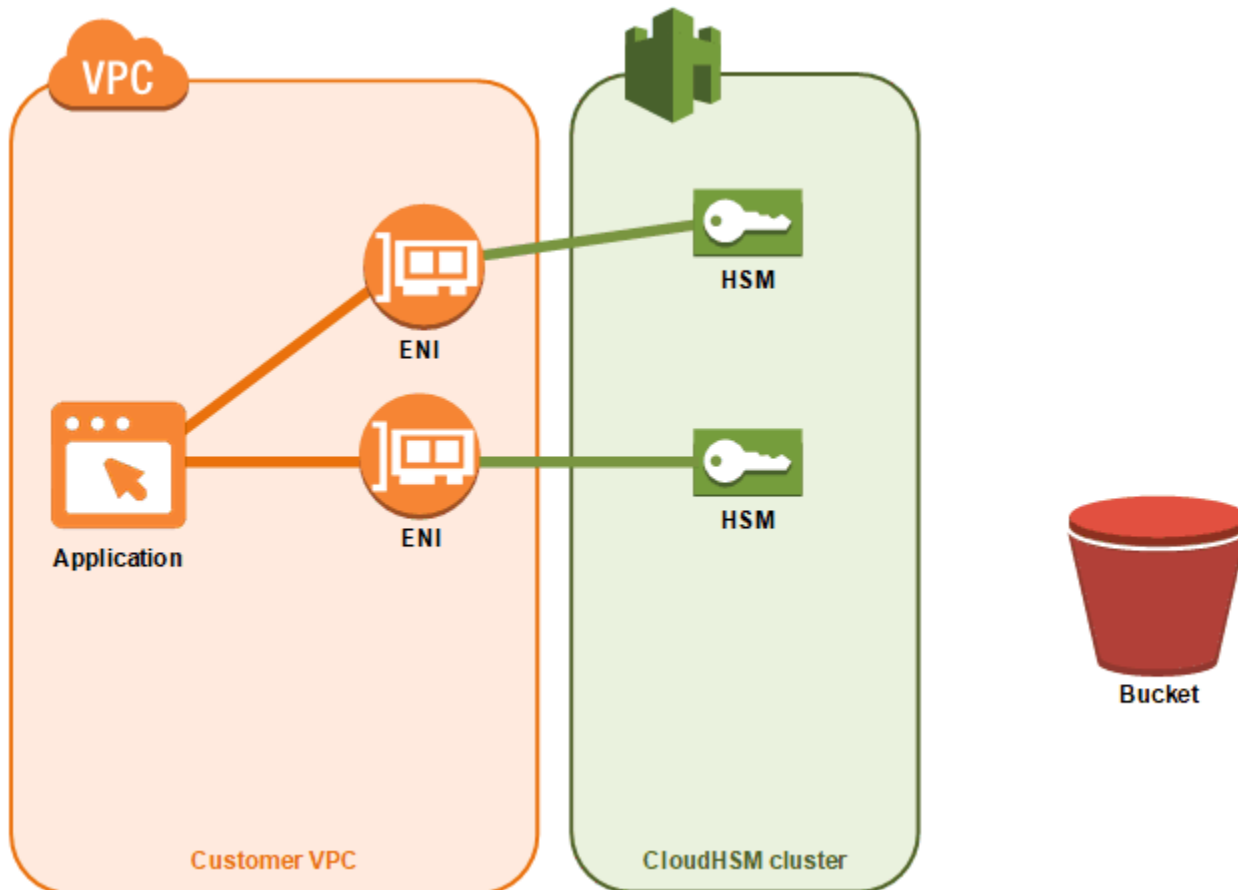 VPC
HSM
ENI
HSM
ENI
Application
Bucket
Customer VPC
CloudHSM cluster